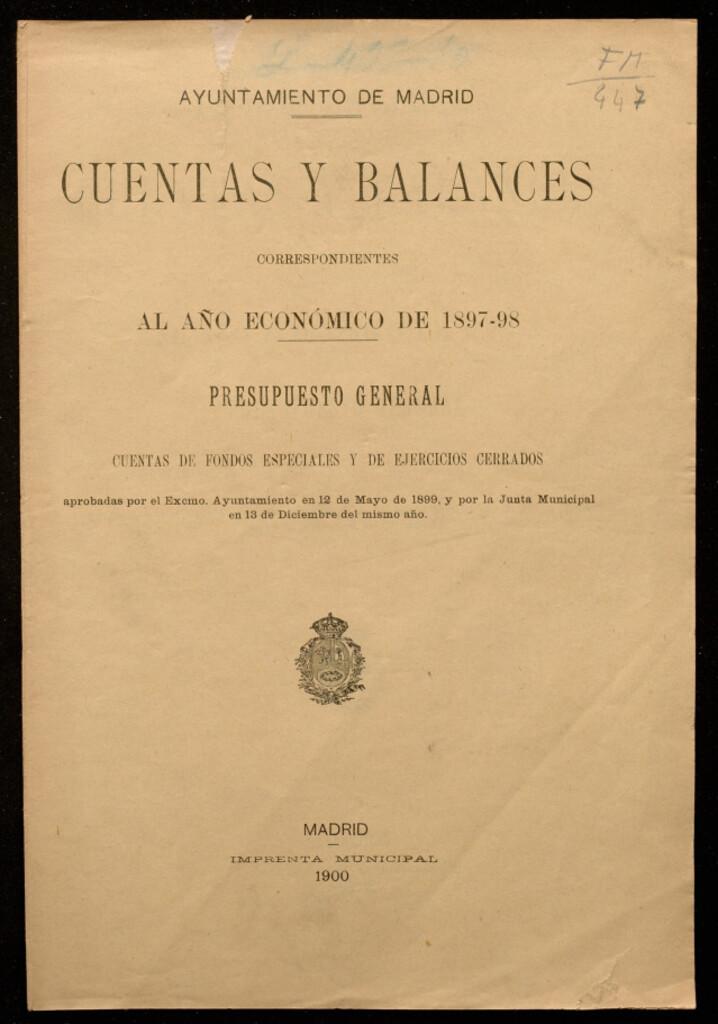 FM
447
AYUNTAMIENTO DE MADRID
CUENTAS Y BALANCES
CORRESPONDIENTES
AL AÑO ECONÓMICO DE 1897-98
PRESUPUESTO GENERAL
CUENTAS DE FONDOS ESPECIALES Y DE EJERCICIOS CERRADOS
aprobadas por el Excmo. Ayuntamiento en 12 de Mayo de 1899, y por la Junta Municipal
en 13 de Diciembre del mismo año.
MADRID
IMPRENTA MUNICIPAL
1900